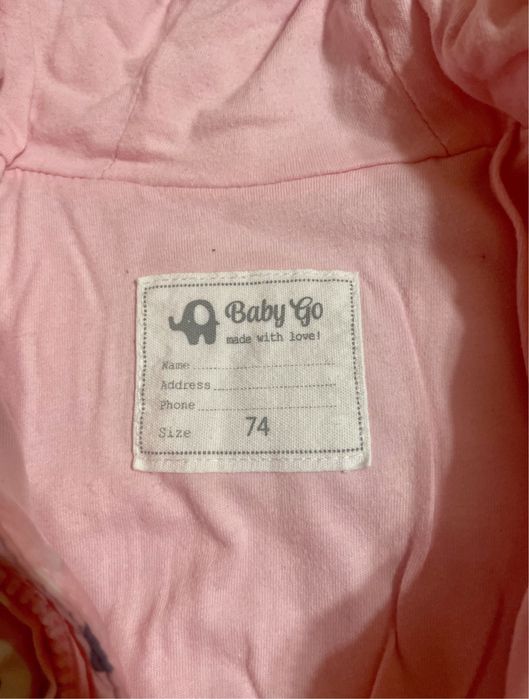 Baby Go
made with love!
Name
Address
Phone
Size 74